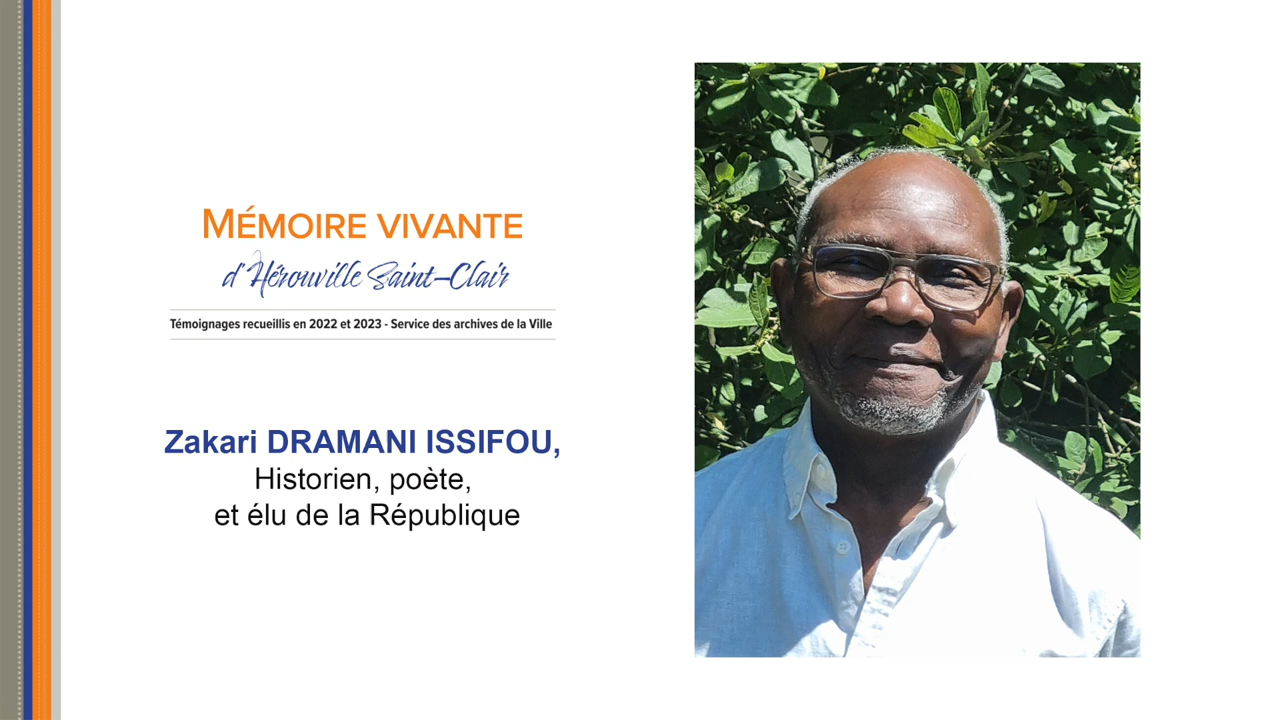 MÉMOIRE VIVANTE
d'Hérouville Saint-Clair
Témoignages recueillis en 2022 et 2023 - Service des archives de la Ville
Zakari DRAMANI ISSIFOU,
Historien, poète,
et élu de la République